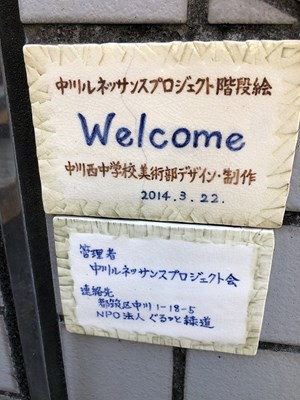 中川ルネッサンスプロジェクト階段絵
Welcome
中川西中学校美術部デザイン・制作
2014.3.22.
管理者
中川ルネッサンスプロジェクト会
連絡先
都筑区中川1-18-5
NPO法人ぐるっと緑道